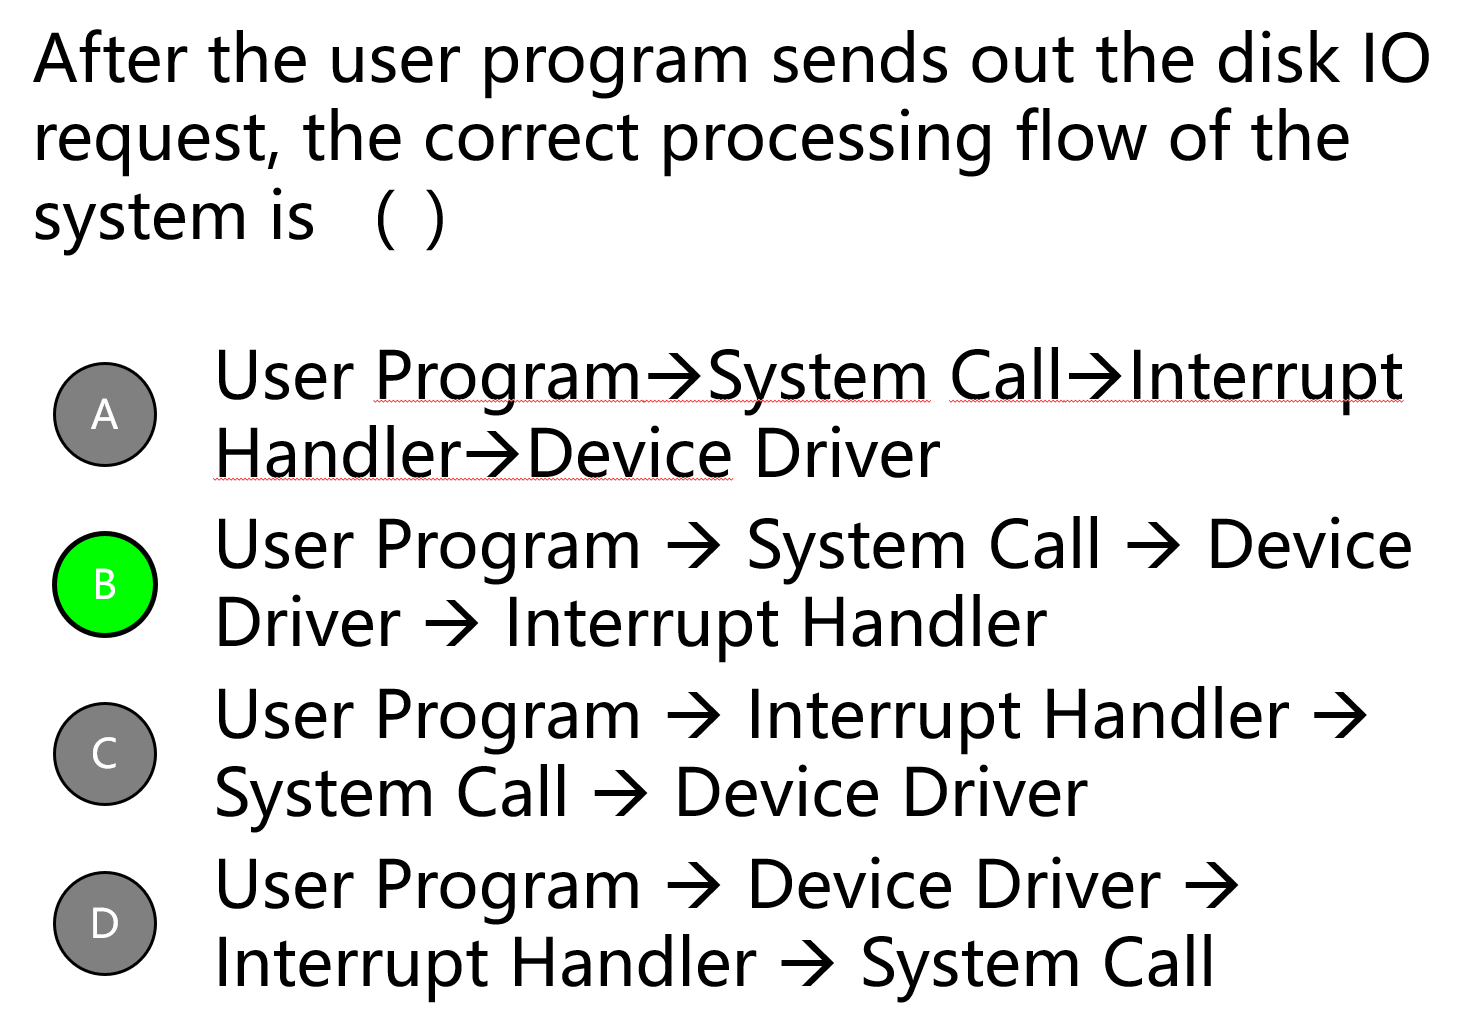 After the user program sends out the disk IO
request, the correct processing flow of the
system is （ ）
A
User Program→System Call→Interrupt
Handler→Device Driver
B
User Program → System Call → Device
Driver → Interrupt Handler
C
User Program → Interrupt Handler →
System Call → Device Driver
D
User Program → Device Driver →
Interrupt Handler → System Call